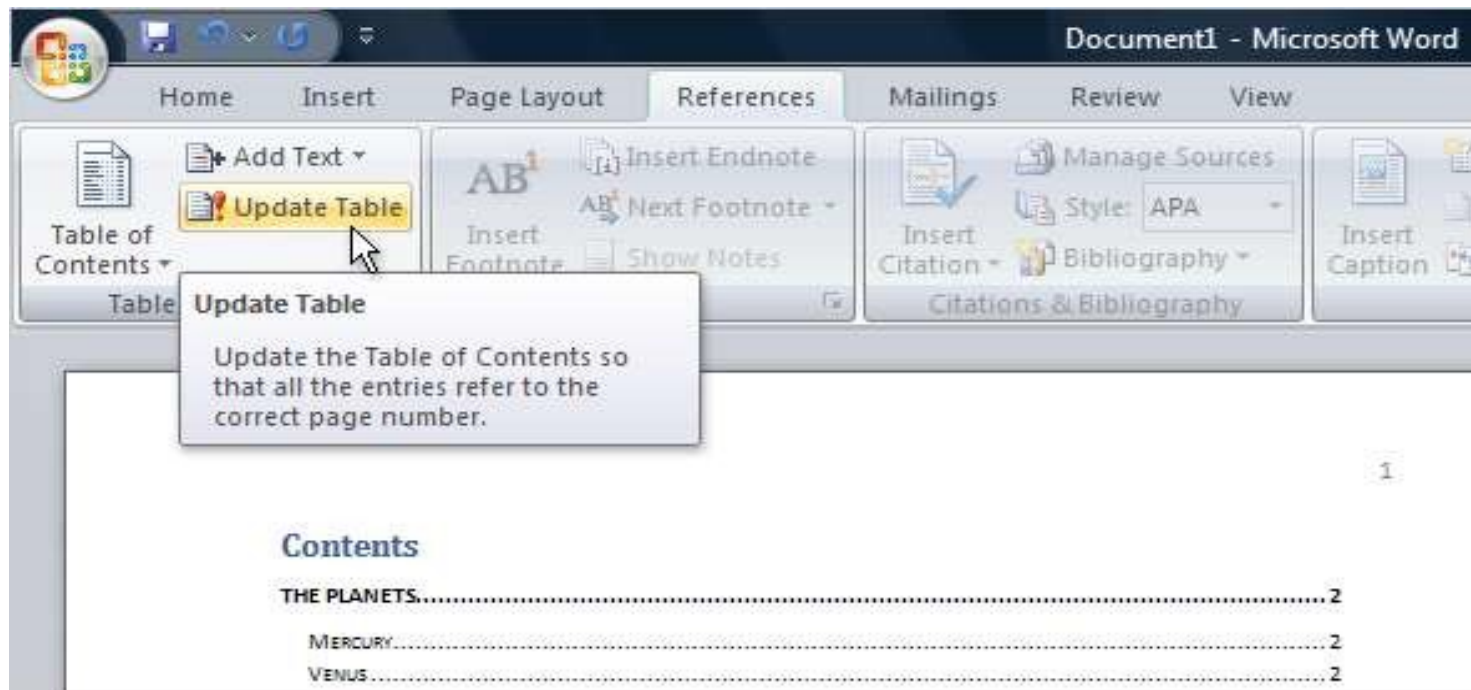 Document1 - Microsoft Word
Home Insert Page Layout References Mailings Review View
Add Text
Update Table
Table of
Contents
Table
AB1
Insert
Footnote
Insert Endnote
Next Footnote
Show Notes
Insert
Citation
Manage Sources
Style: APA
Bibliography
Citations & Bibliography
Insert
Caption
Update Table
Update the Table of Contents so
that all the entries refer to the
correct page number.
1
Contents
THE PLANETS..........2
MERCURY..........2
VENUS..........2